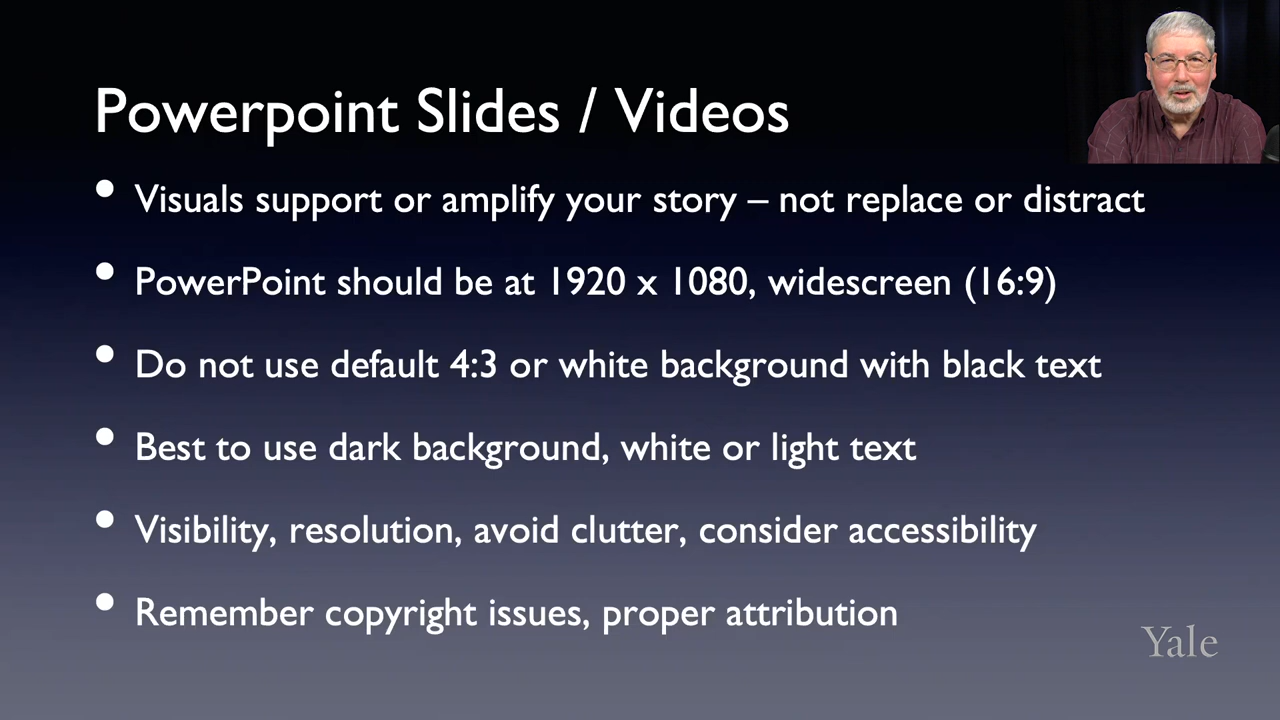 Powerpoint Slides / Videos
• Visuals support or amplify your story – not replace or distract
• PowerPoint should be at 1920 x 1080, widescreen (16:9)
• Do not use default 4:3 or white background with black text
• Best to use dark background, white or light text
• Visibility, resolution, avoid clutter, consider accessibility
• Remember copyright issues, proper attribution
Yale